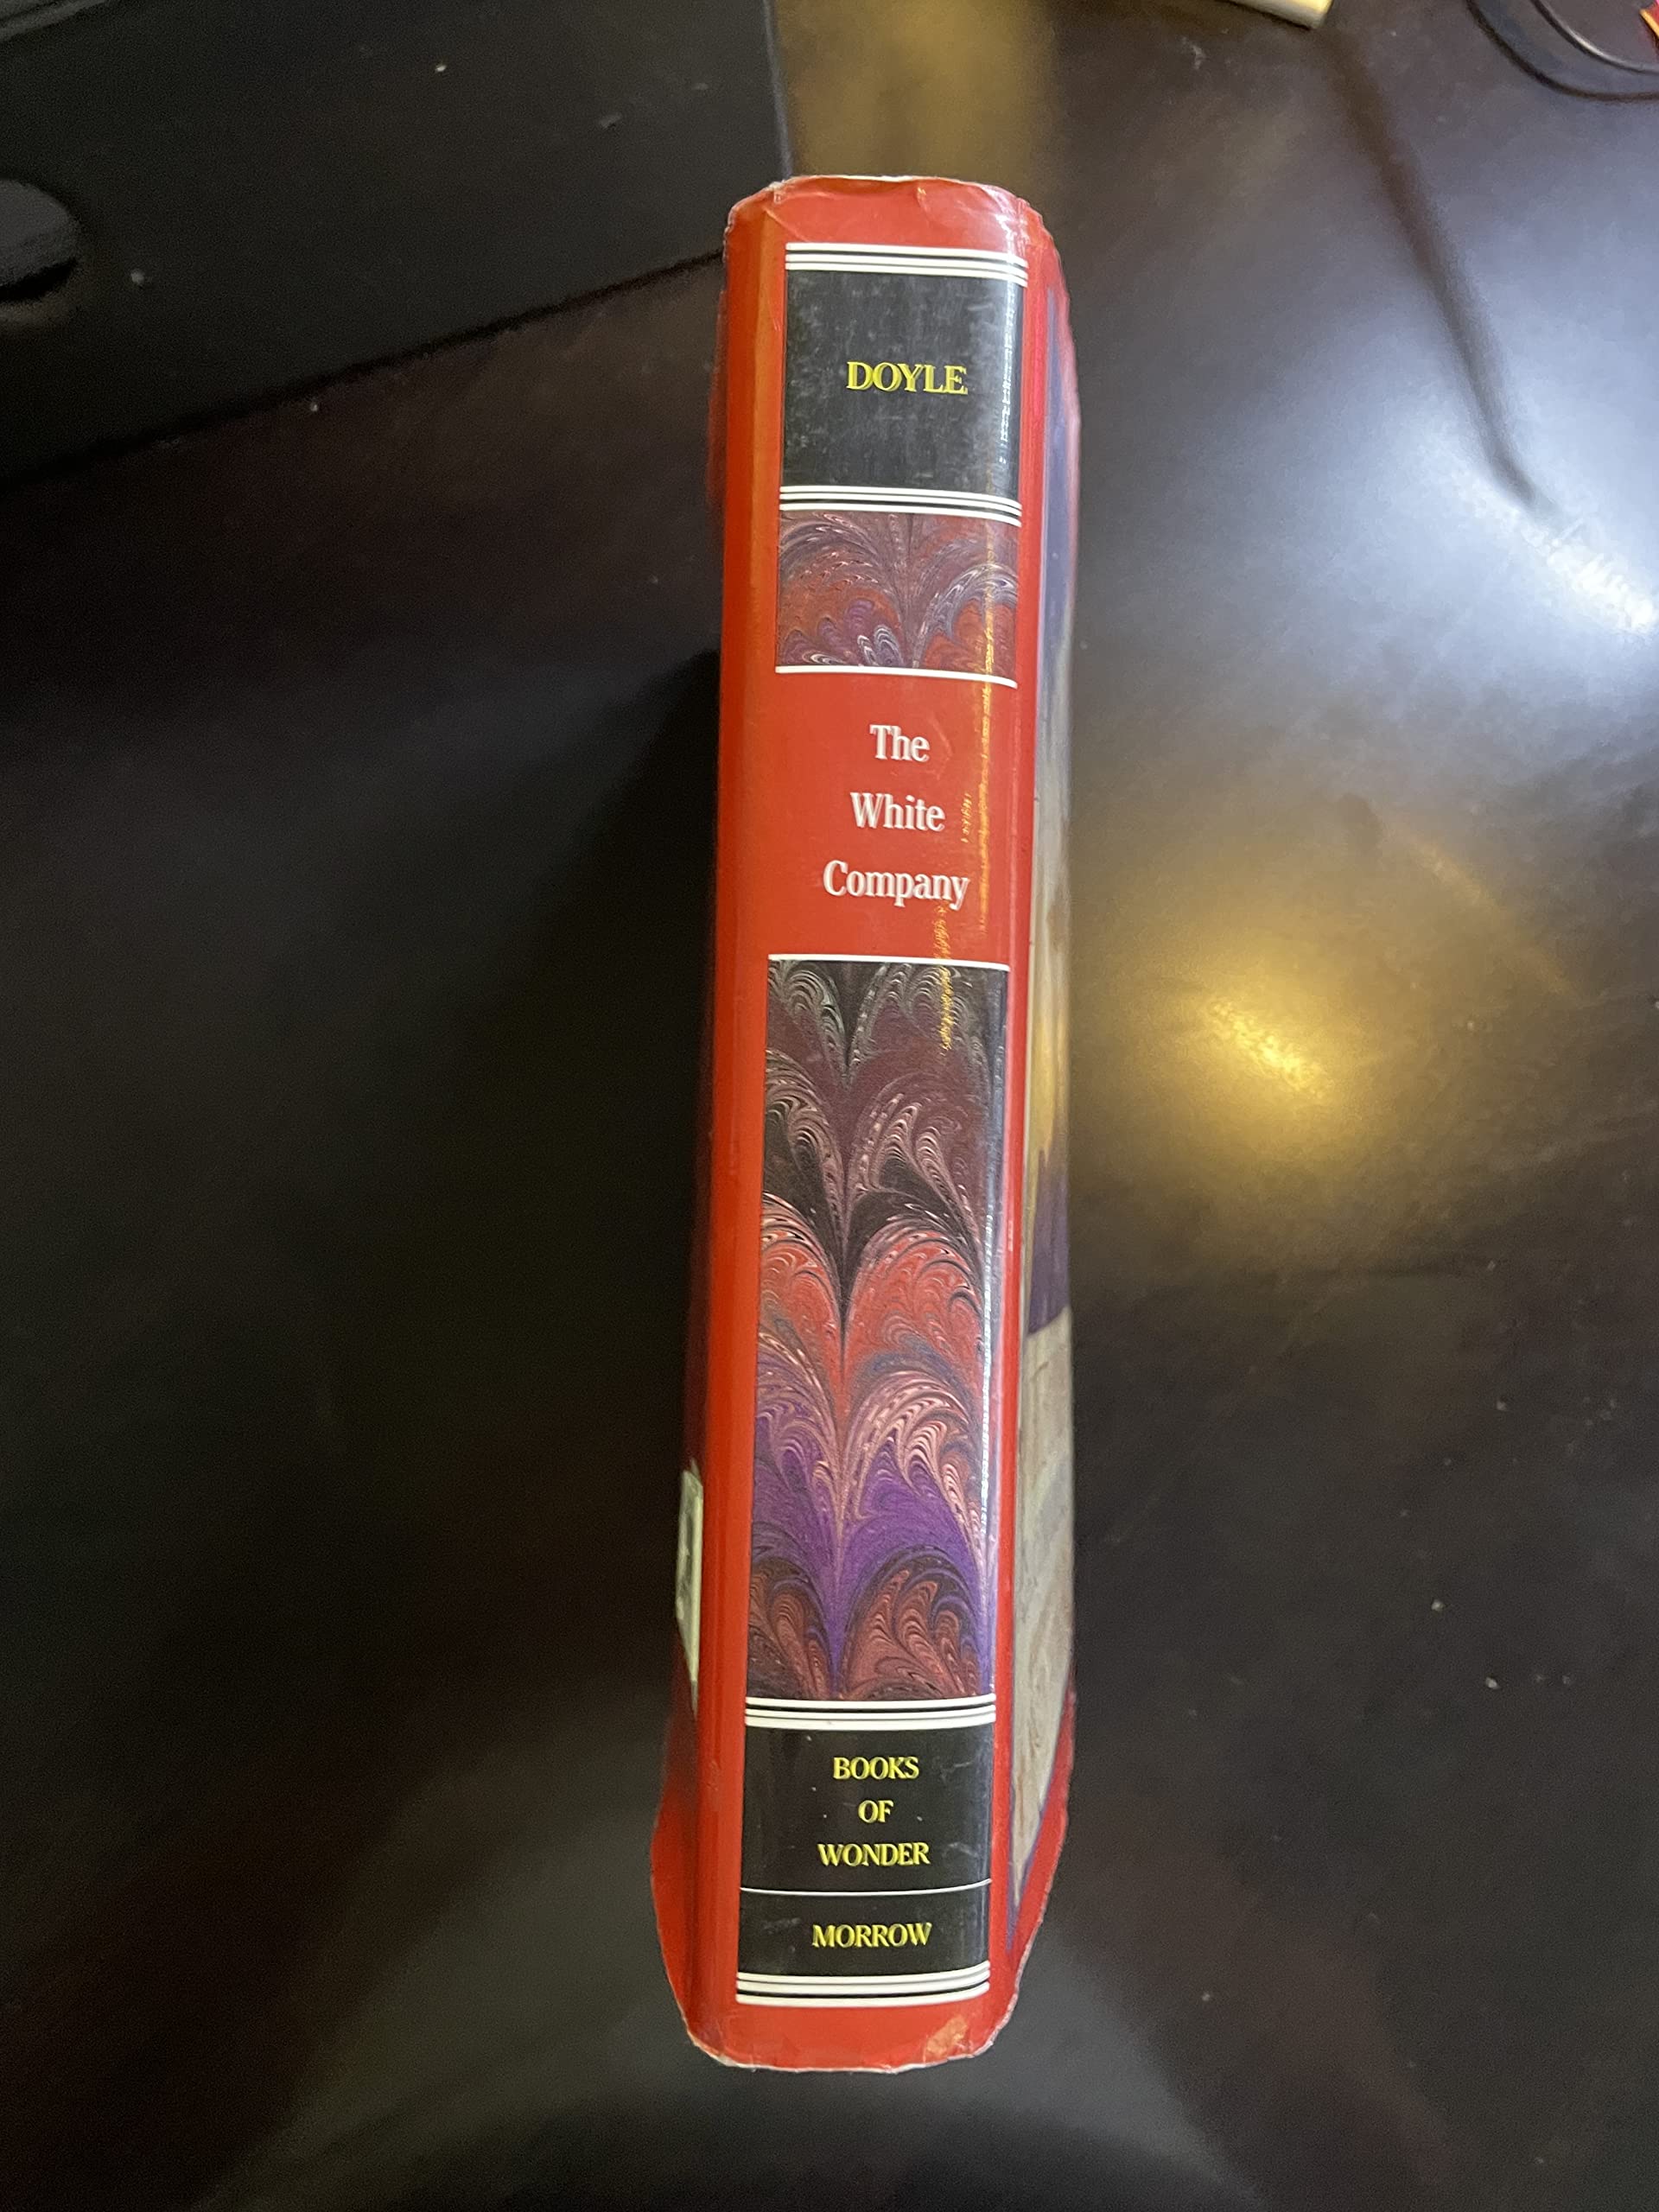 DOYLE
The
White
Company
BOOKS
OF
WONDER
MORROW